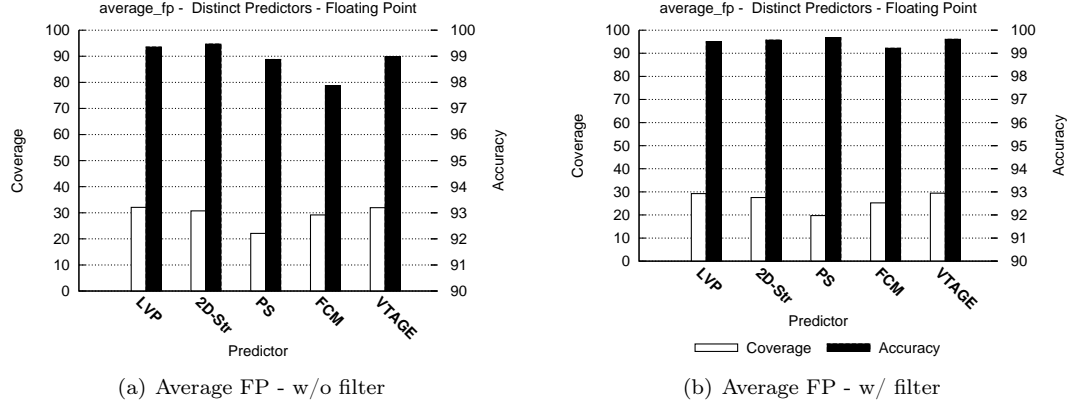 average_fp - Distinct Predictors - Floating Point
100
90
80
70
60
50
40
30
20
10
0
Coverage
100
99
98
97
96
95
94
93
92
91
90
Accuracy
LVP
2D-Str
PS
FCM
VTAGE
Predictor
(a) Average FP - w/o filter
average_fp - Distinct Predictors - Floating Point
100
90
80
70
60
50
40
30
20
10
0
Coverage
100
99
98
97
96
95
94
93
92
91
90
Accuracy
LVP
2D-Str
PS
FCM
VTAGE
Predictor
Coverage Accuracy
(b) Average FP - w/ filter